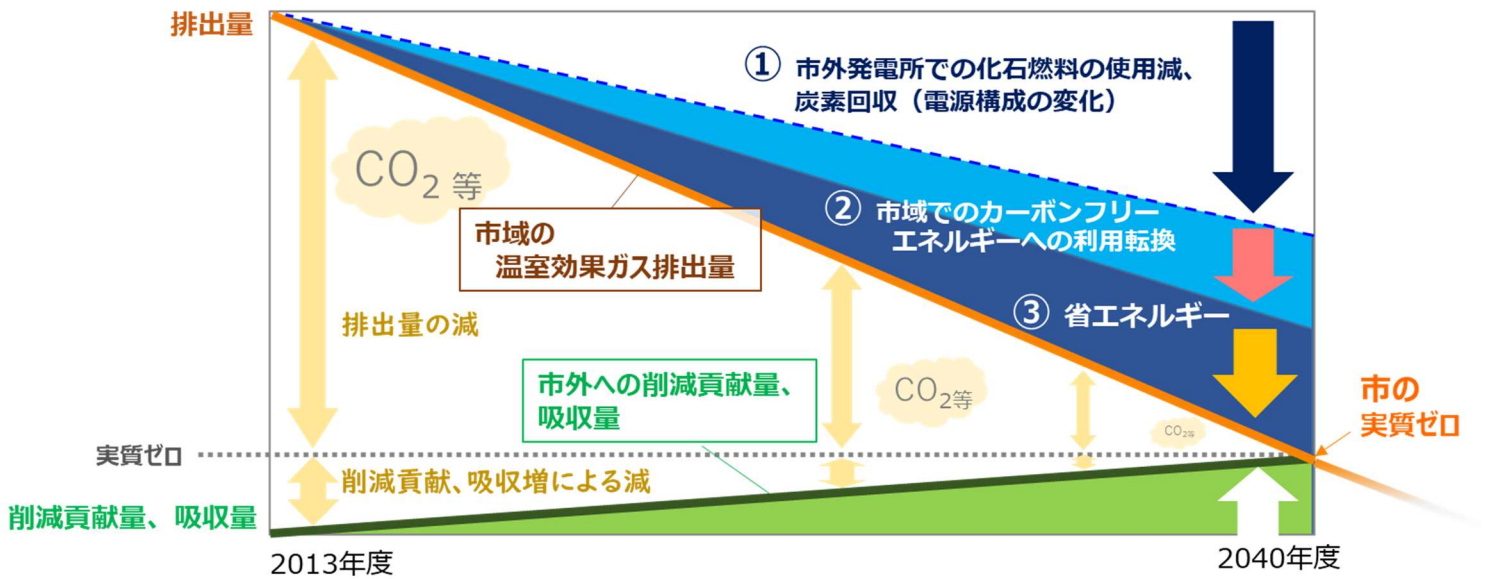 排出量
① 市外発電所での化石燃料の使用減、
炭素回収（電源構成の変化）
CO2 等
② 市域でのカーボンフリー
エネルギーへの利用転換
市域の
温室効果ガス排出量
③ 省エネルギー
排出量の減
市外への削減貢献量、
吸収量
CO2等
CO2等
市の
実質ゼロ
実質ゼロ
削減貢献、吸収増による減
削減貢献量、吸収量
2013年度
2040年度